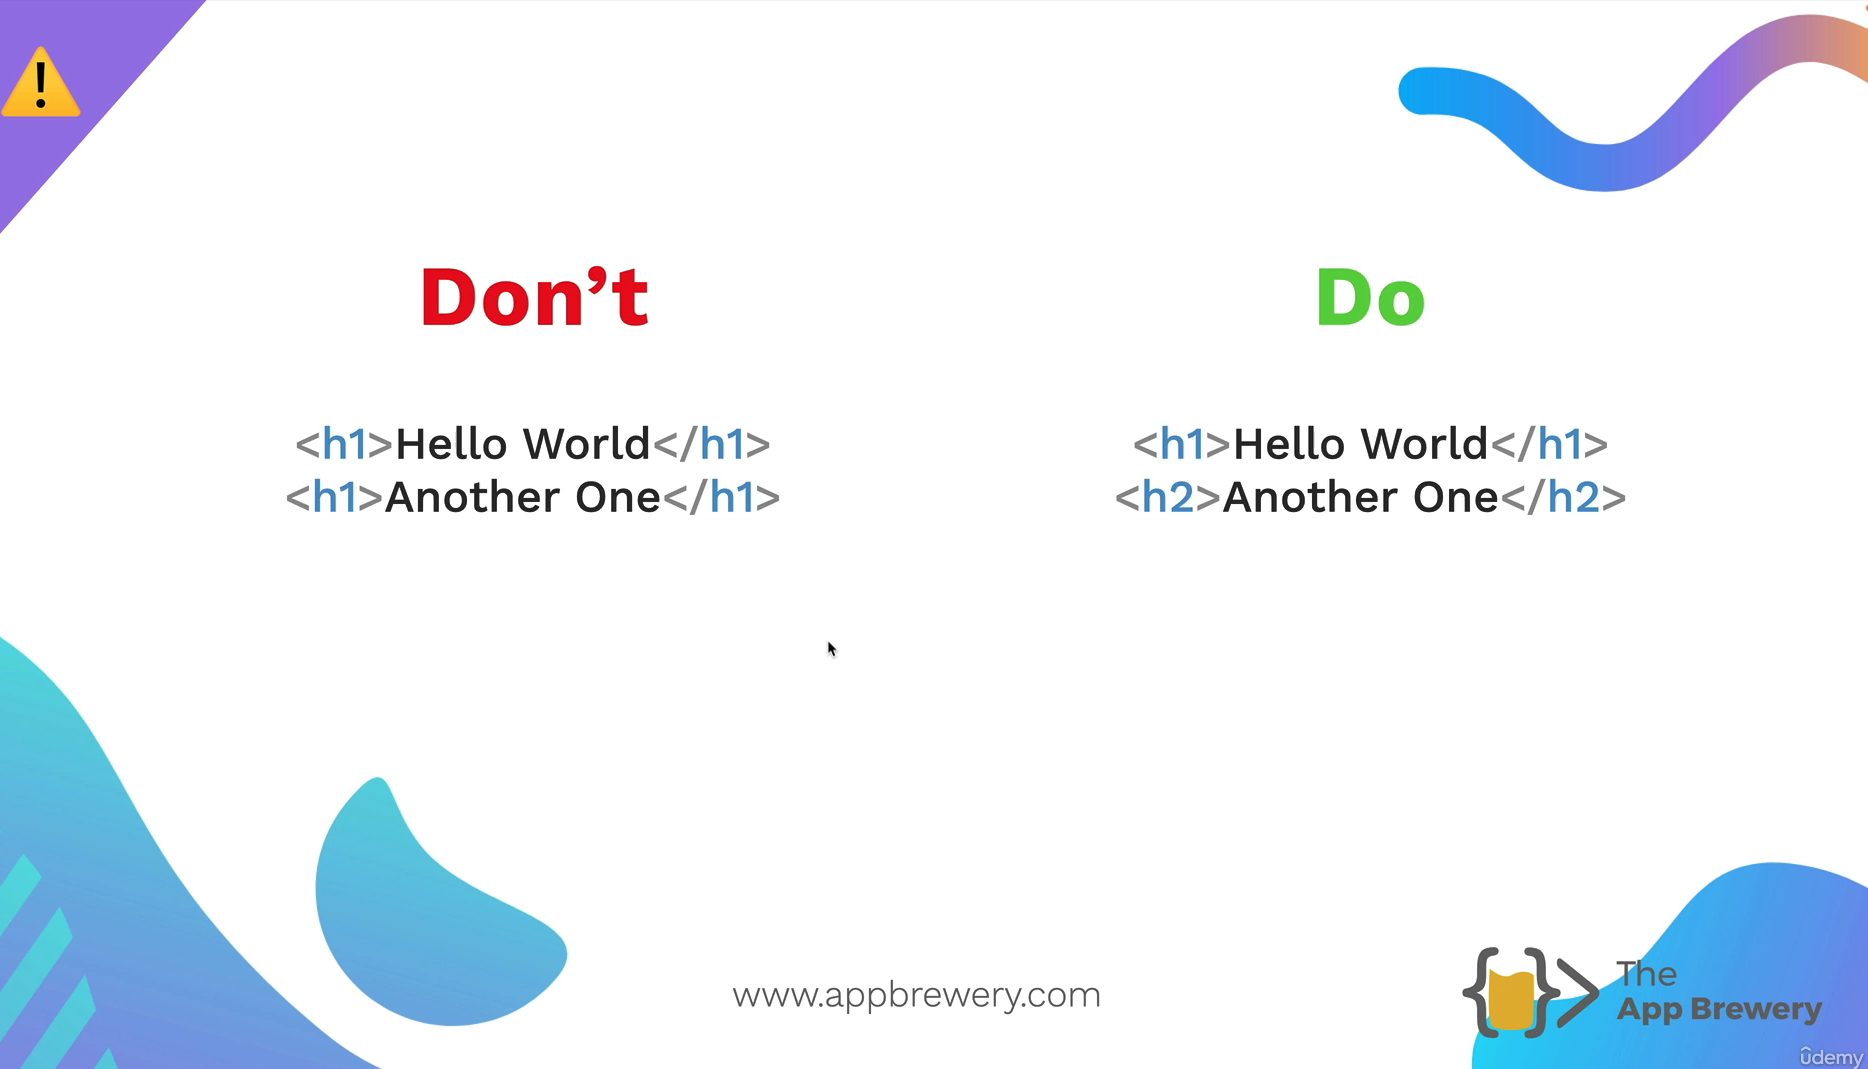 Don’t
<h1>Hello World</h1>
<h1>Another One</h1>
Do
<h1>Hello World</h1>
<h2>Another One</h2>
www.appbrewery.com
The
App Brewery
ûdemy